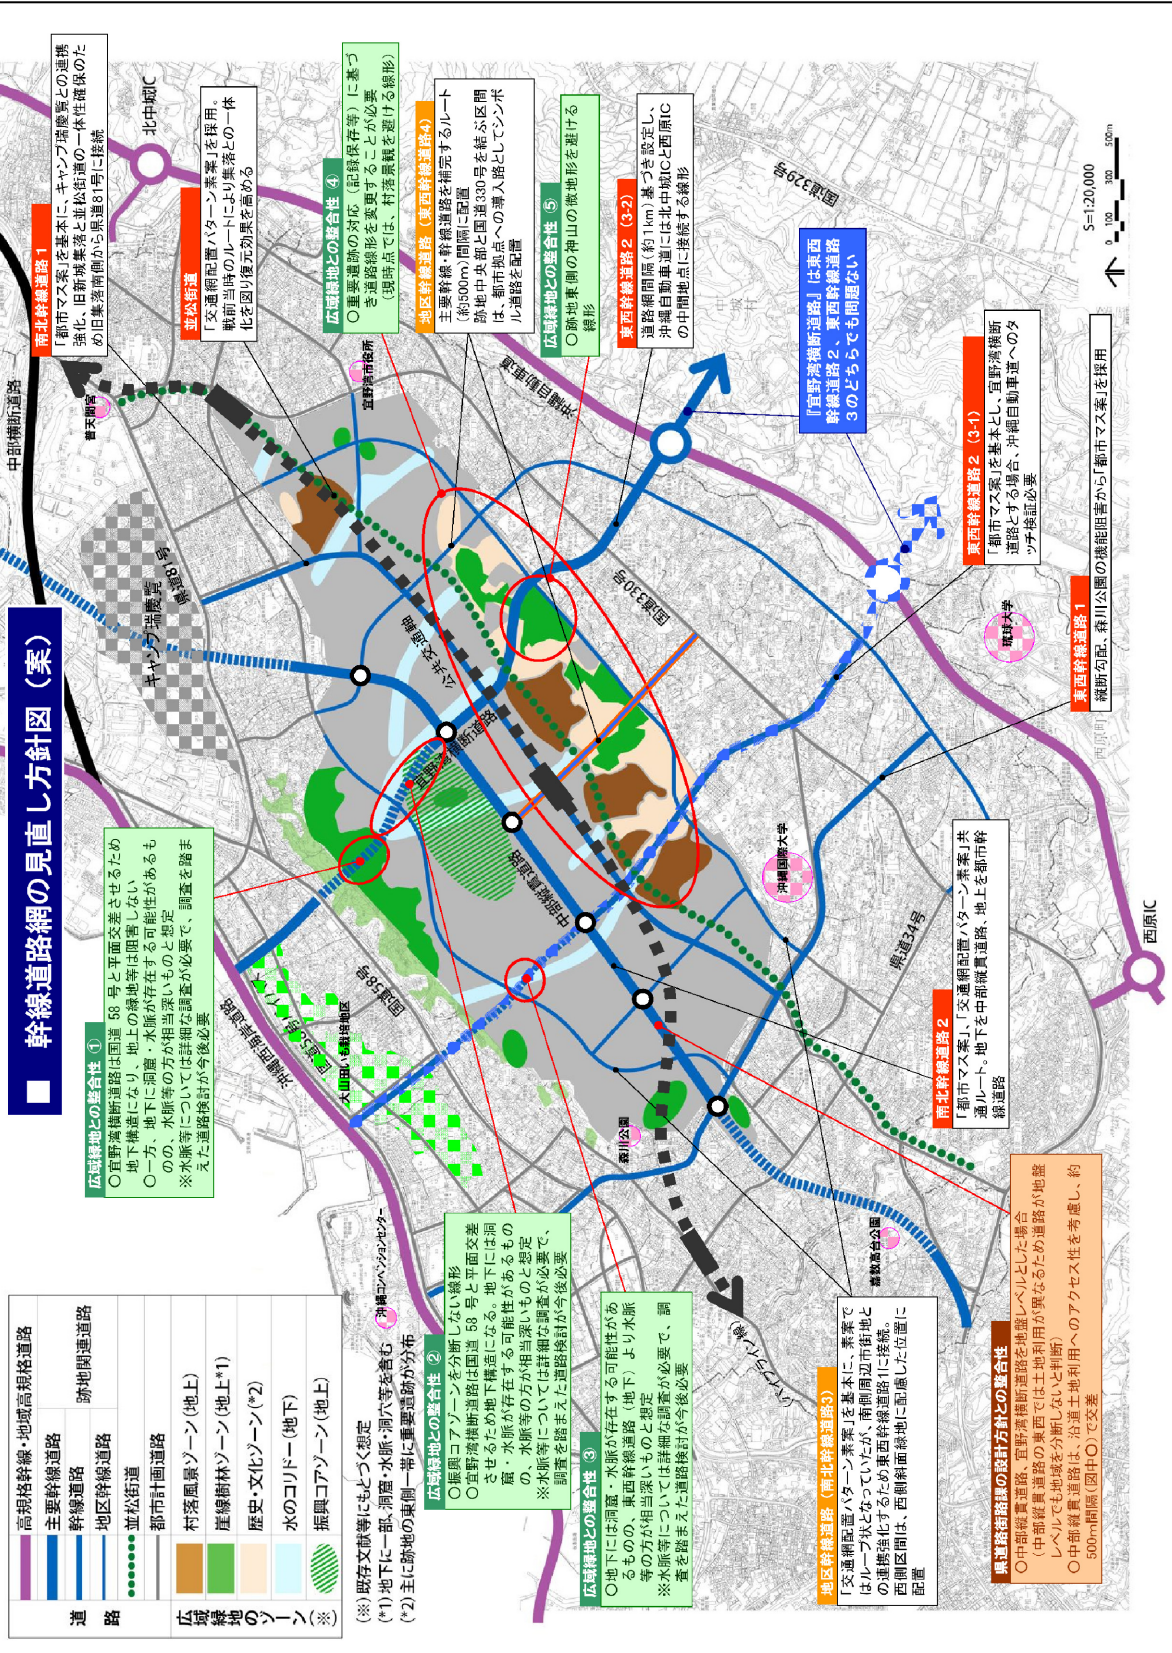 ■ 幹線道路網の見直し方針図（案）
道路
高規格幹線・地域高規格道路
主要幹線道路
幹線道路
地区幹線道路
跡地関連道路
並松街道
都市計画道路
広域緑地のゾーン(※)
村落風景ゾーン(地上)
崖線樹林ゾーン(地上*1)
歴史・文化ゾーン(*2)
水のコリドー(地下)
振興コアゾーン(地上)
(※)既存文献等にもとづく想定
(*1)地下に一部、洞窟・水脈・洞穴等を含む
(*2)主に跡地の東側一帯に重要遺跡が分布
広域緑地との整合性 ①
○宜野湾横断道路は国道 58 号と平面交差させるため
地下構造になり、地上の緑地等は阻害しない
○一方、地下に洞窟・水脈が存在する可能性があるも
のの、水脈等の方が相当深いものと想定
※水脈等については詳細な調査が必要で、調査を踏ま
えた道路検討が今後必要
広域緑地との整合性 ②
○振興コアゾーンを分断しない線形
○宜野湾横断道路は国道 58 号と平面交差
させるため地下構造になる。地下には洞
窟・水脈が存在する可能性があるもの
の、水脈等の方が相当深いものと想定
※水脈等については詳細な調査が必要で、
調査を踏まえた道路検討が今後必要
広域緑地との整合性 ③
○地下には洞窟・水脈が存在する可能性があ
るものの、東西幹線道路（地下）より水脈
等の方が相当深いものと想定
※水脈等については詳細な調査が必要で、調
査を踏まえた道路検討が今後必要
地区幹線道路（南北幹線道路3）
「交通網配置パターン素案」を基本に、素案で
はループ状となっていたが、南側周辺市街地と
の連携強化するため東西幹線道路1に接続。
西側区間は、西側斜面緑地に配慮した位置に
配置
県道路街路課の設計方針との整合性
○中部縦貫道路、宜野湾横断道路を地盤レベルとした場合
（中部縦貫道路の東西では土地利用が異なるため道路が地盤
レベルでも地域を分断しないと判断）
○中部縦貫道路は、沿道土地利用へのアクセス性を考慮し、約
500m間隔(図中○)で交差
南北幹線道路２
「都市マス案」、「交通網配置パターン素案」共
通ルート。地下を中部縦貫道路、地上を都市幹
線道路
南北幹線道路１
「都市マス案」を基本に、キャンプ瑞慶覧との連携
強化、旧新城集落と並松街道の一体性確保のた
め旧集落南側から県道81号に接続
並松街道
「交通網配置パターン素案」を採用。
戦前当時のルートにより集落との一体
化を図り復元効果を高める
広域緑地との整合性 ④
○重要遺跡の対応（記録保存等）に基づ
き道路線形を変更することが必要
（現時点では、村落景観を避ける線形）
地区幹線道路（東西幹線道路4）
主要幹線・幹線道路を補完するルート
（約500m）間隔に配置
跡地中央部と国道330号を結ぶ区間
は、都市拠点への導入路としてシンボ
ル道路を配置
広域緑地との整合性 ⑤
○跡地東側の神山の微地形を避ける
線形
東西幹線道路２（3-2）
道路網間隔(約１km)基づき設定し、
沖縄自動車道には北中城ICと西原IC
の中間地点に接続する線形
『宜野湾横断道路』は東西
幹線道路２、東西幹線道路
３のどちらでも問題ない
東西幹線道路２（3-1）
「都市マス案」を基本とし、宜野湾横断
道路とする場合、沖縄自動車道へのタ
ッチ検証必要
東西幹線道路１
縦断勾配、森川公園の機能阻害から「都市マス案」を採用
中部横断道路
北中城IC
普天間宮
宜野湾市役所
キャンプ瑞慶覧
県道81号
公共交通軸
宜野湾横断道路
中部縦貫道路
沖縄自動車道
国道329号
国道330号
国道58号
沖縄西海岸道路
大山田いも栽培地区
沖縄コンベンションセンター
森川公園
嘉数高台公園
沖縄国際大学
琉球大学
県道34号
西原町
西原IC
(パイプライン線)
S=1:20,000
0 100 300 500m